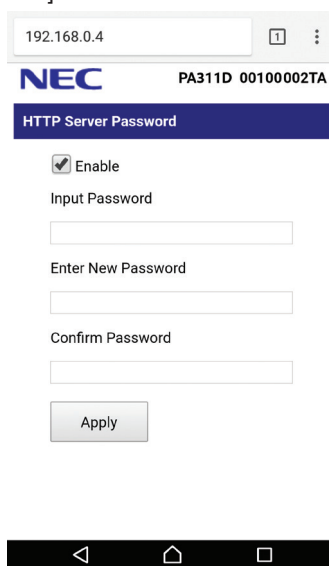 192.168.0.4
1
NEC PA311D 00100002TA
HTTP Server Password
Enable
Input Password
Enter New Password
Confirm Password
Apply